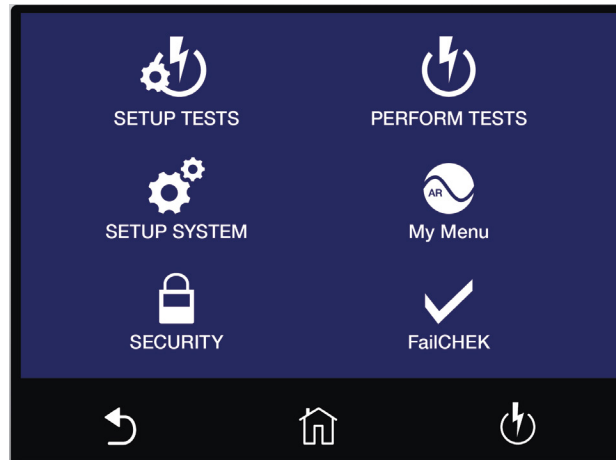 SETUP TESTS
PERFORM TESTS
SETUP SYSTEM
AR
My Menu
SECURITY
FailCHEK